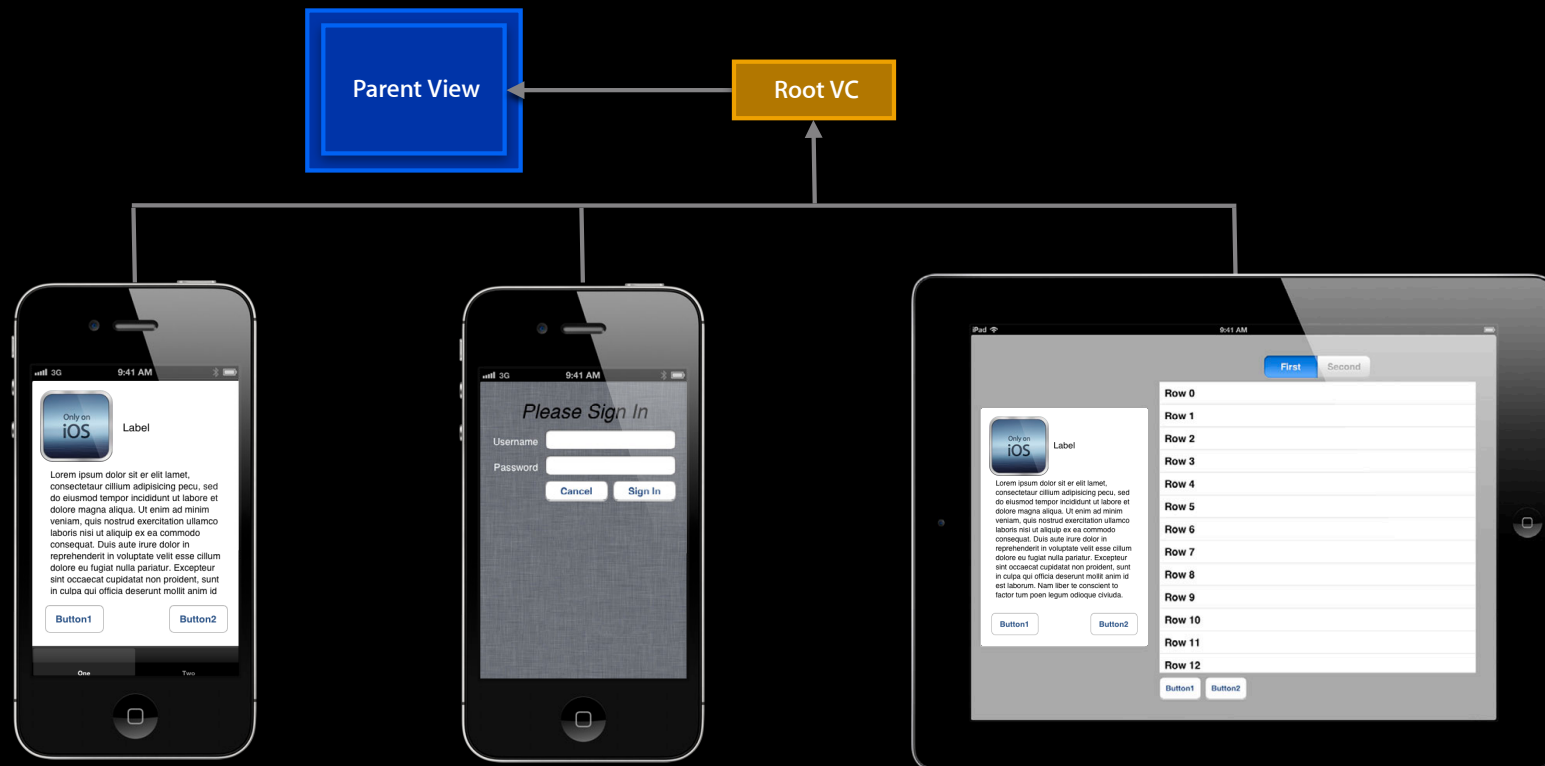 Parent View
Root VC
3G 9:41 AM
Only on
iOS
Label
Lorem ipsum dolor sit er elit lamet,
consectetaur cillium adipisicing pecu, sed
do eiusmod tempor incididunt ut labore et
dolore magna aliqua. Ut enim ad minim
veniam, quis nostrud exercitation ullamco
laboris nisi ut aliquip ex ea commodo
consequat. Duis aute irure dolor in
reprehenderit in voluptate velit esse cillum
dolore eu fugiat nulla pariatur. Excepteur
sint occaecat cupidatat non proident, sunt
in culpa qui officia deserunt mollit anim id
Button1 Button2
One Two
3G 9:41 AM
Please Sign In
Username
Password
Cancel Sign In
iPad 9:41 AM
First Second
Only on
iOS
Label
Lorem ipsum dolor sit er elit lamet,
consectetaur cillium adipisicing pecu, sed
do eiusmod tempor incididunt ut labore et
dolore magna aliqua. Ut enim ad minim
veniam, quis nostrud exercitation ullamco
laboris nisi ut aliquip ex ea commodo
consequat. Duis aute irure dolor in
reprehenderit in voluptate velit esse cillum
dolore eu fugiat nulla pariatur. Excepteur
sint occaecat cupidatat non proident, sunt
in culpa qui officia deserunt mollit anim id
est laborum. Nam liber te conscient to
factor tum poen legum odioque civiuda.
Button1 Button2
Row 0
Row 1
Row 2
Row 3
Row 4
Row 5
Row 6
Row 7
Row 8
Row 9
Row 10
Row 11
Row 12
Button1 Button2